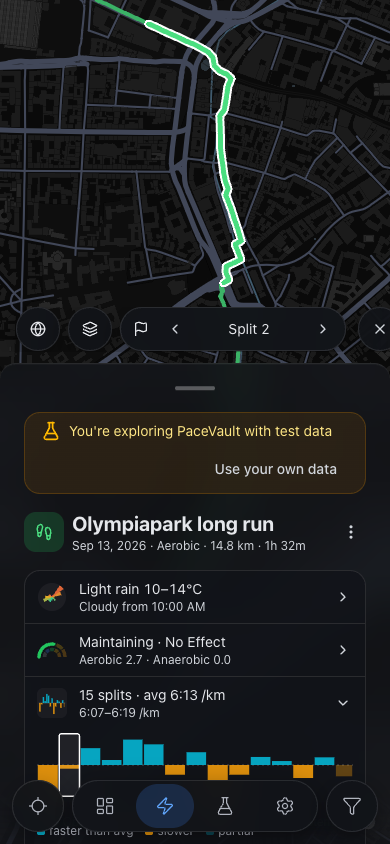 Split 2
You're exploring PaceVault with test data
Use your own data
Olympiapark long run
Sep 13, 2026 · Aerobic · 14.8 km · 1h 32m
Light rain 10–14°C
Cloudy from 10:00 AM
Maintaining · No Effect
Aerobic 2.7 · Anaerobic 0.0
15 splits · avg 6:13 /km
6:07–6:19 /km
faster than avg
slower
partial